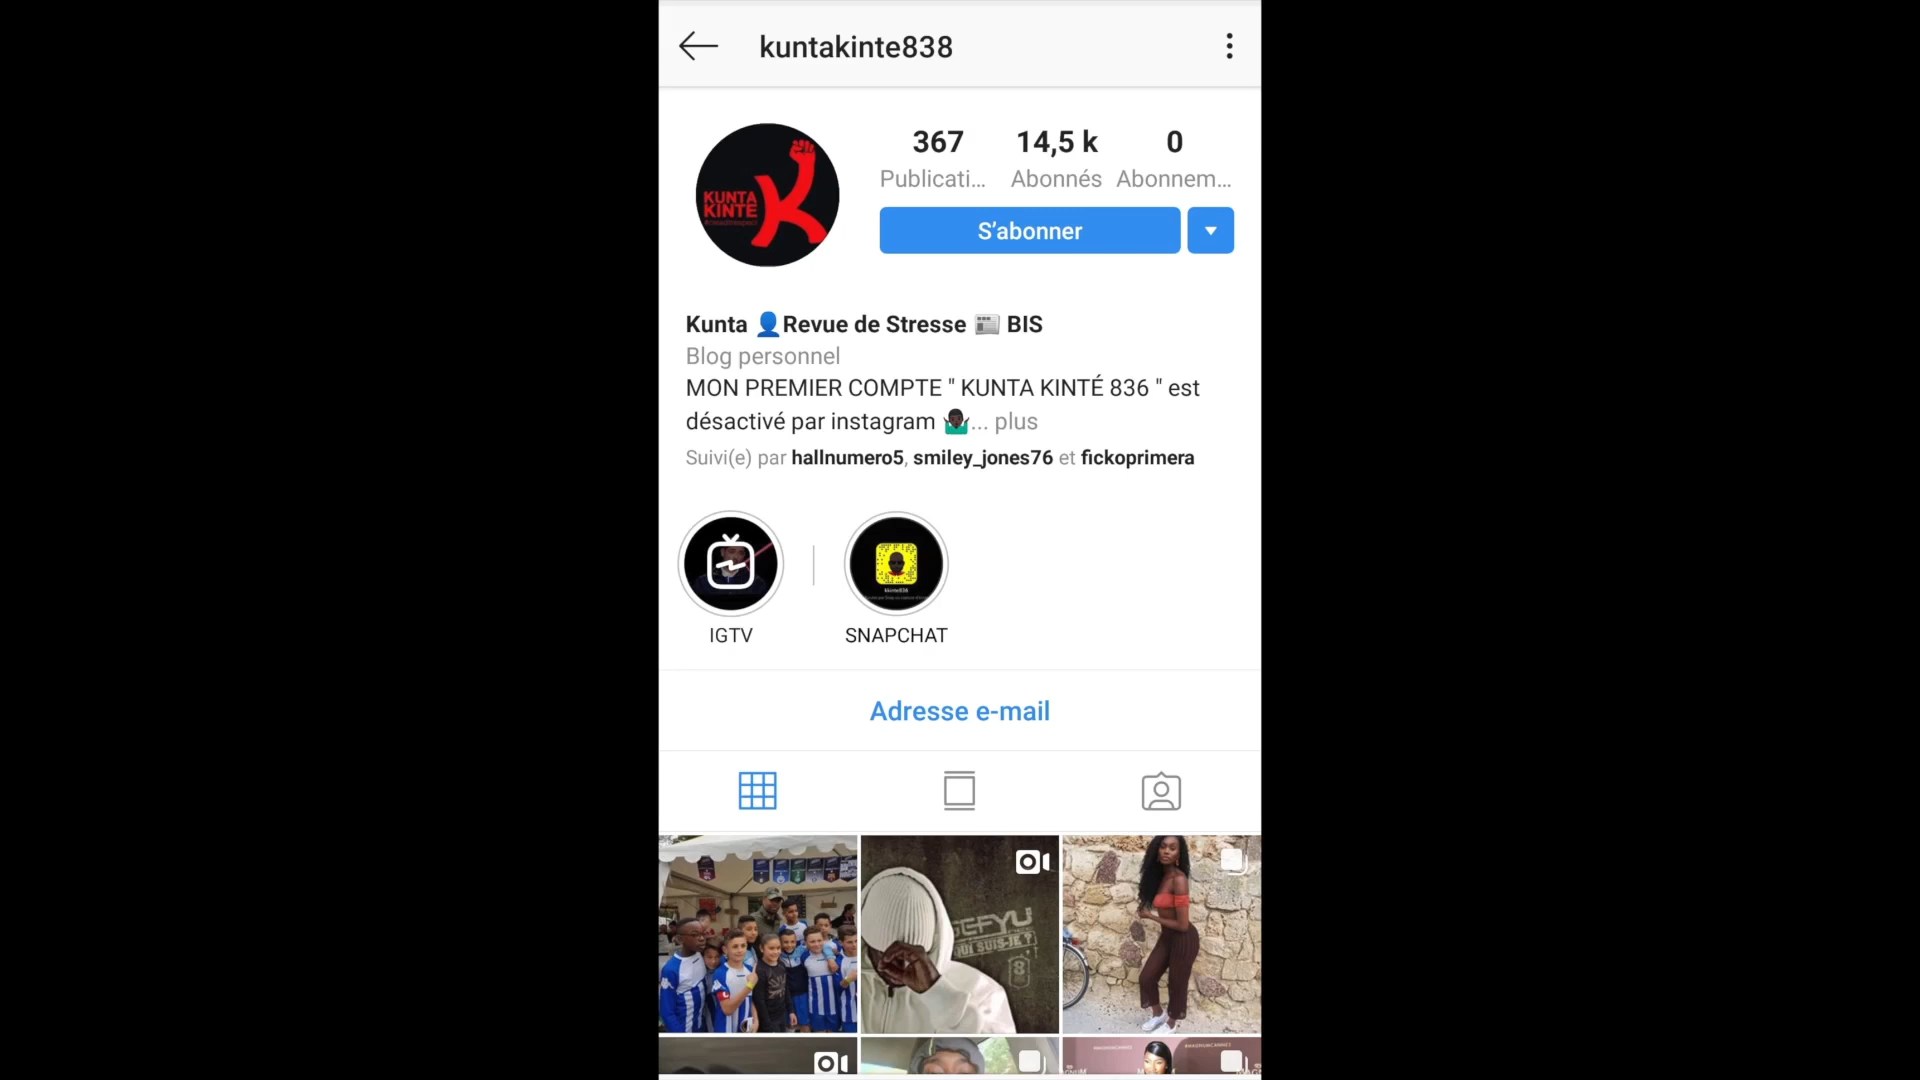 kuntakinte838
367
14,5 k
0
Publicati...
Abonnés
Abonnem...
KUNTA
KINTE
S'abonner
Kunta 👤Revue de Stresse 📰 BIS
Blog personnel
MON PREMIER COMPTE " KUNTA KINTÉ 836 " est
désactivé par instagram 🤷🏿‍♂️... plus
Suivi(e) par hallnumero5, smiley_jones76 et fickoprimera
IGTV
SNAPCHAT
Adresse e-mail
SEFYU
QUI SUIS-JE ?